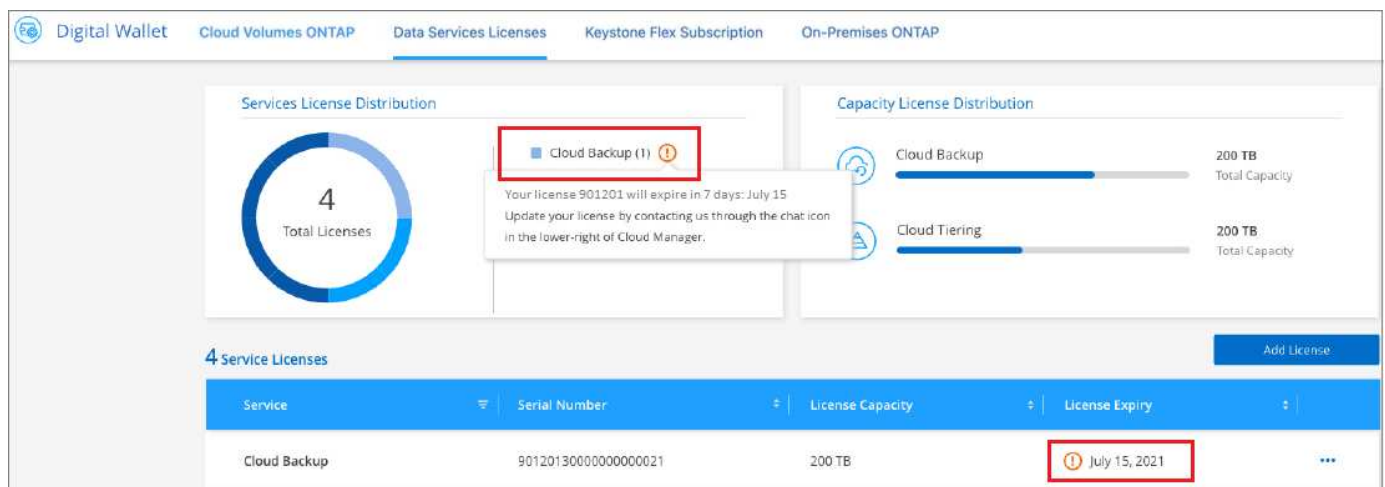 Digital Wallet
Cloud Volumes ONTAP
Data Services Licenses
Keystone Flex Subscription
On-Premises ONTAP
Services License Distribution
4
Total Licenses
Cloud Backup (1)
Your license 901201 will expire in 7 days: July 15
Update your license by contacting us through the chat icon
in the lower-right of Cloud Manager.
Capacity License Distribution
Cloud Backup
200 TB
Total Capacity
Cloud Tiering
200 TB
Total Capacity
4 Service Licenses
Add License
Service
Serial Number
License Capacity
License Expiry
Cloud Backup
90120130000000000021
200 TB
July 15, 2021